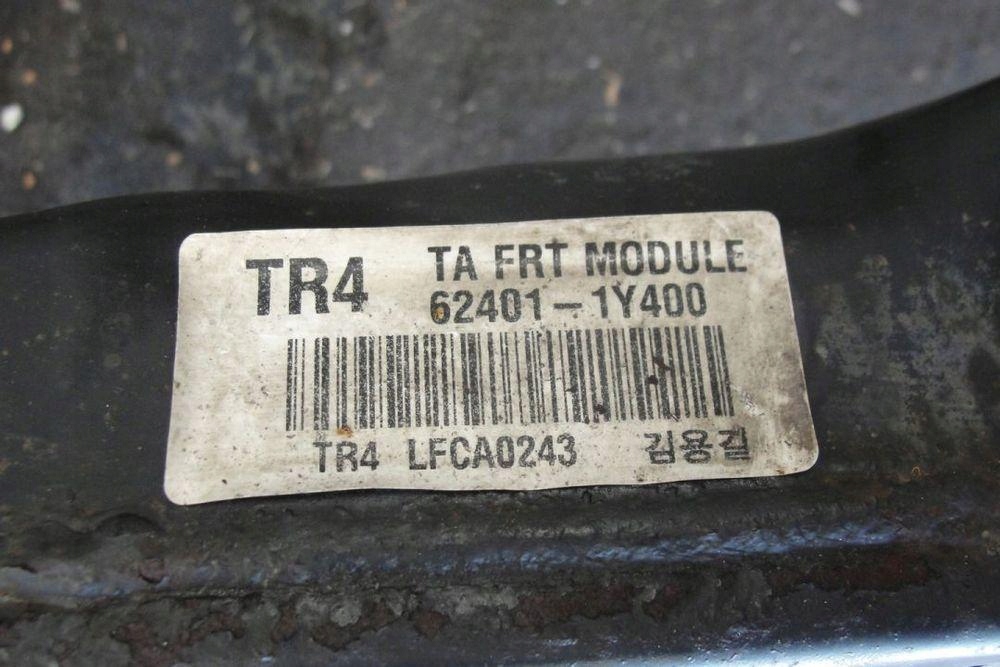 TR4
TA FRT MODULE
62401-1Y400
TR4 LFCA0243 김용길